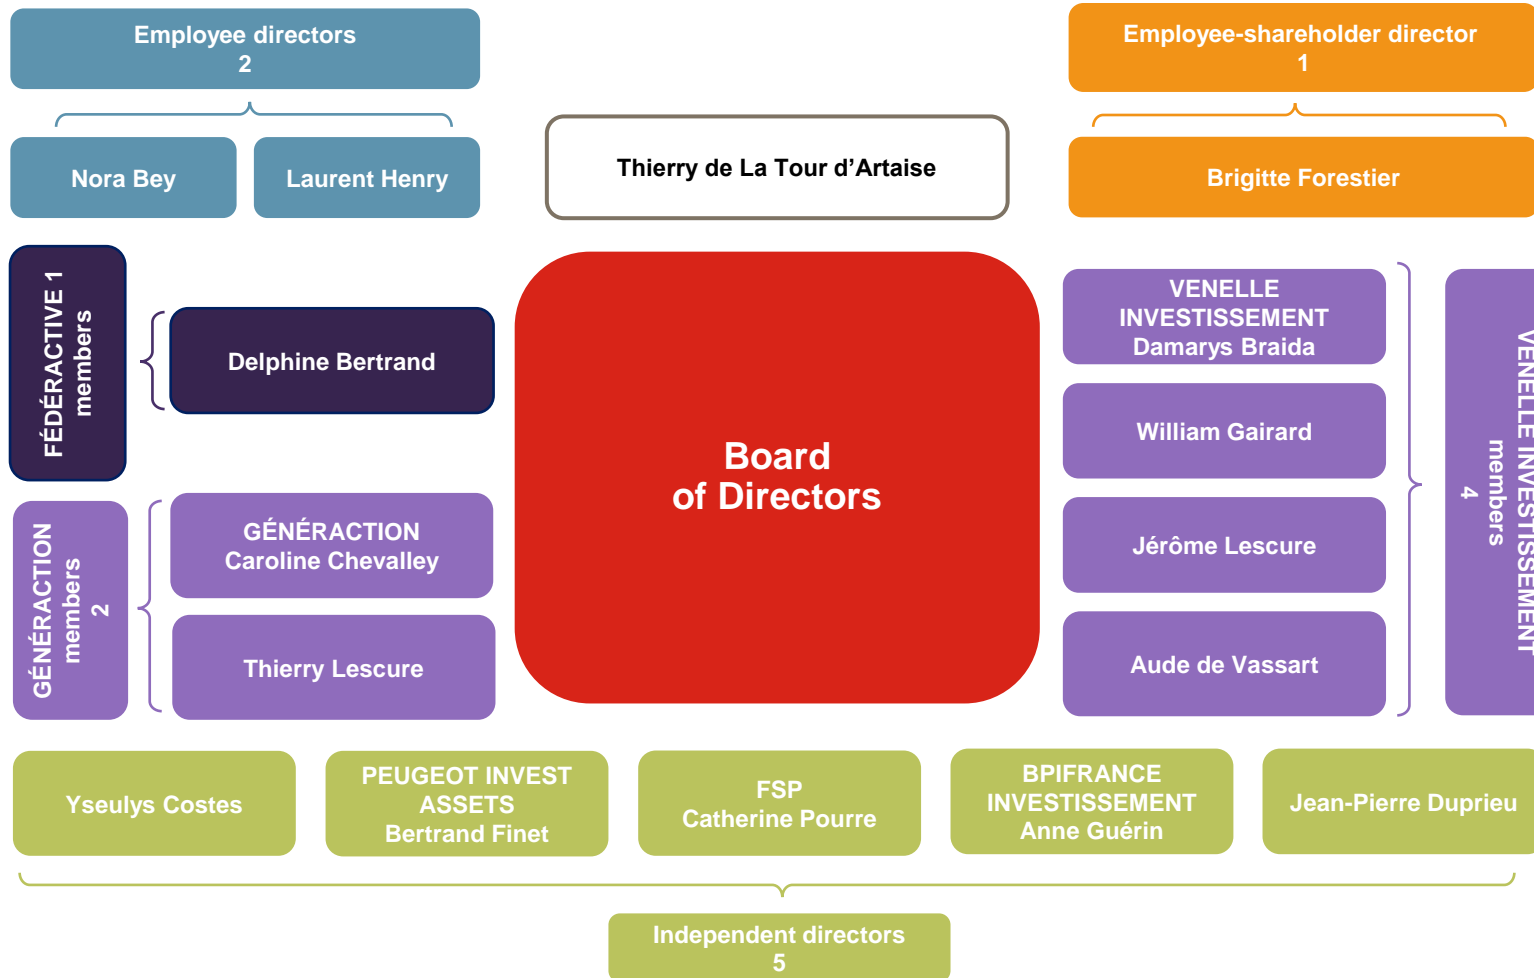 Employee directors
2
Employee-shareholder director
1
Nora Bey
Laurent Henry
Thierry de La Tour d’Artaise
Brigitte Forestier
FÉDÉRACTIVE 1
members
Delphine Bertrand
GÉNÉRACTION
members
2
GÉNÉRACTION
Caroline Chevalley
Thierry Lescure
Board
of Directors
VENELLE
INVESTISSEMENT
Damarys Braida
William Gairard
Jérôme Lescure
Aude de Vassart
VENELLE INVESTISSEMENT
members
4
Yseulys Costes
PEUGEOT INVEST
ASSETS
Bertrand Finet
FSP
Catherine Pourre
BPIFRANCE
INVESTISSEMENT
Anne Guérin
Jean-Pierre Duprieu
Independent directors
5